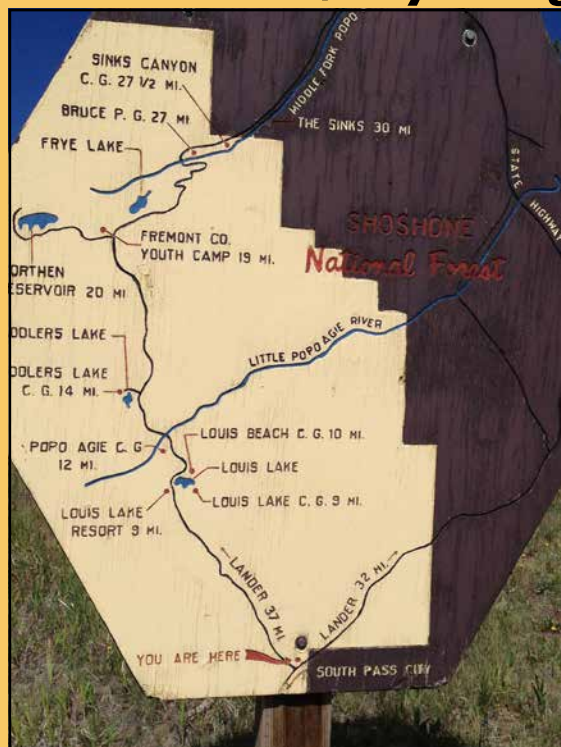 SINKS CANYON
C. G. 27 1/2 MI.
MIDDLE FORK POPO
BRUCE P. G. 27 MI.
THE SINKS 30 MI
FRYE LAKE
STATE HIGHWAY
SHOSHONE
National Forest
FREMONT CO.
YOUTH CAMP 19 MI.
ORTHEN
ESERVOIR 20 MI.
LITTLE POPO AGIE RIVER
DDLERS LAKE
DDLERS LAKE
C. G. 14 MI.
LOUIS BEACH C. G. 10 MI.
POPO AGIE C. G
12 MI.
LOUIS LAKE
LOUIS LAKE C. G. 9 MI.
LOUIS LAKE
RESORT 9 MI.
LANDER 37 MI.
LANDER 32 MI.
YOU ARE HERE
SOUTH PASS CITY